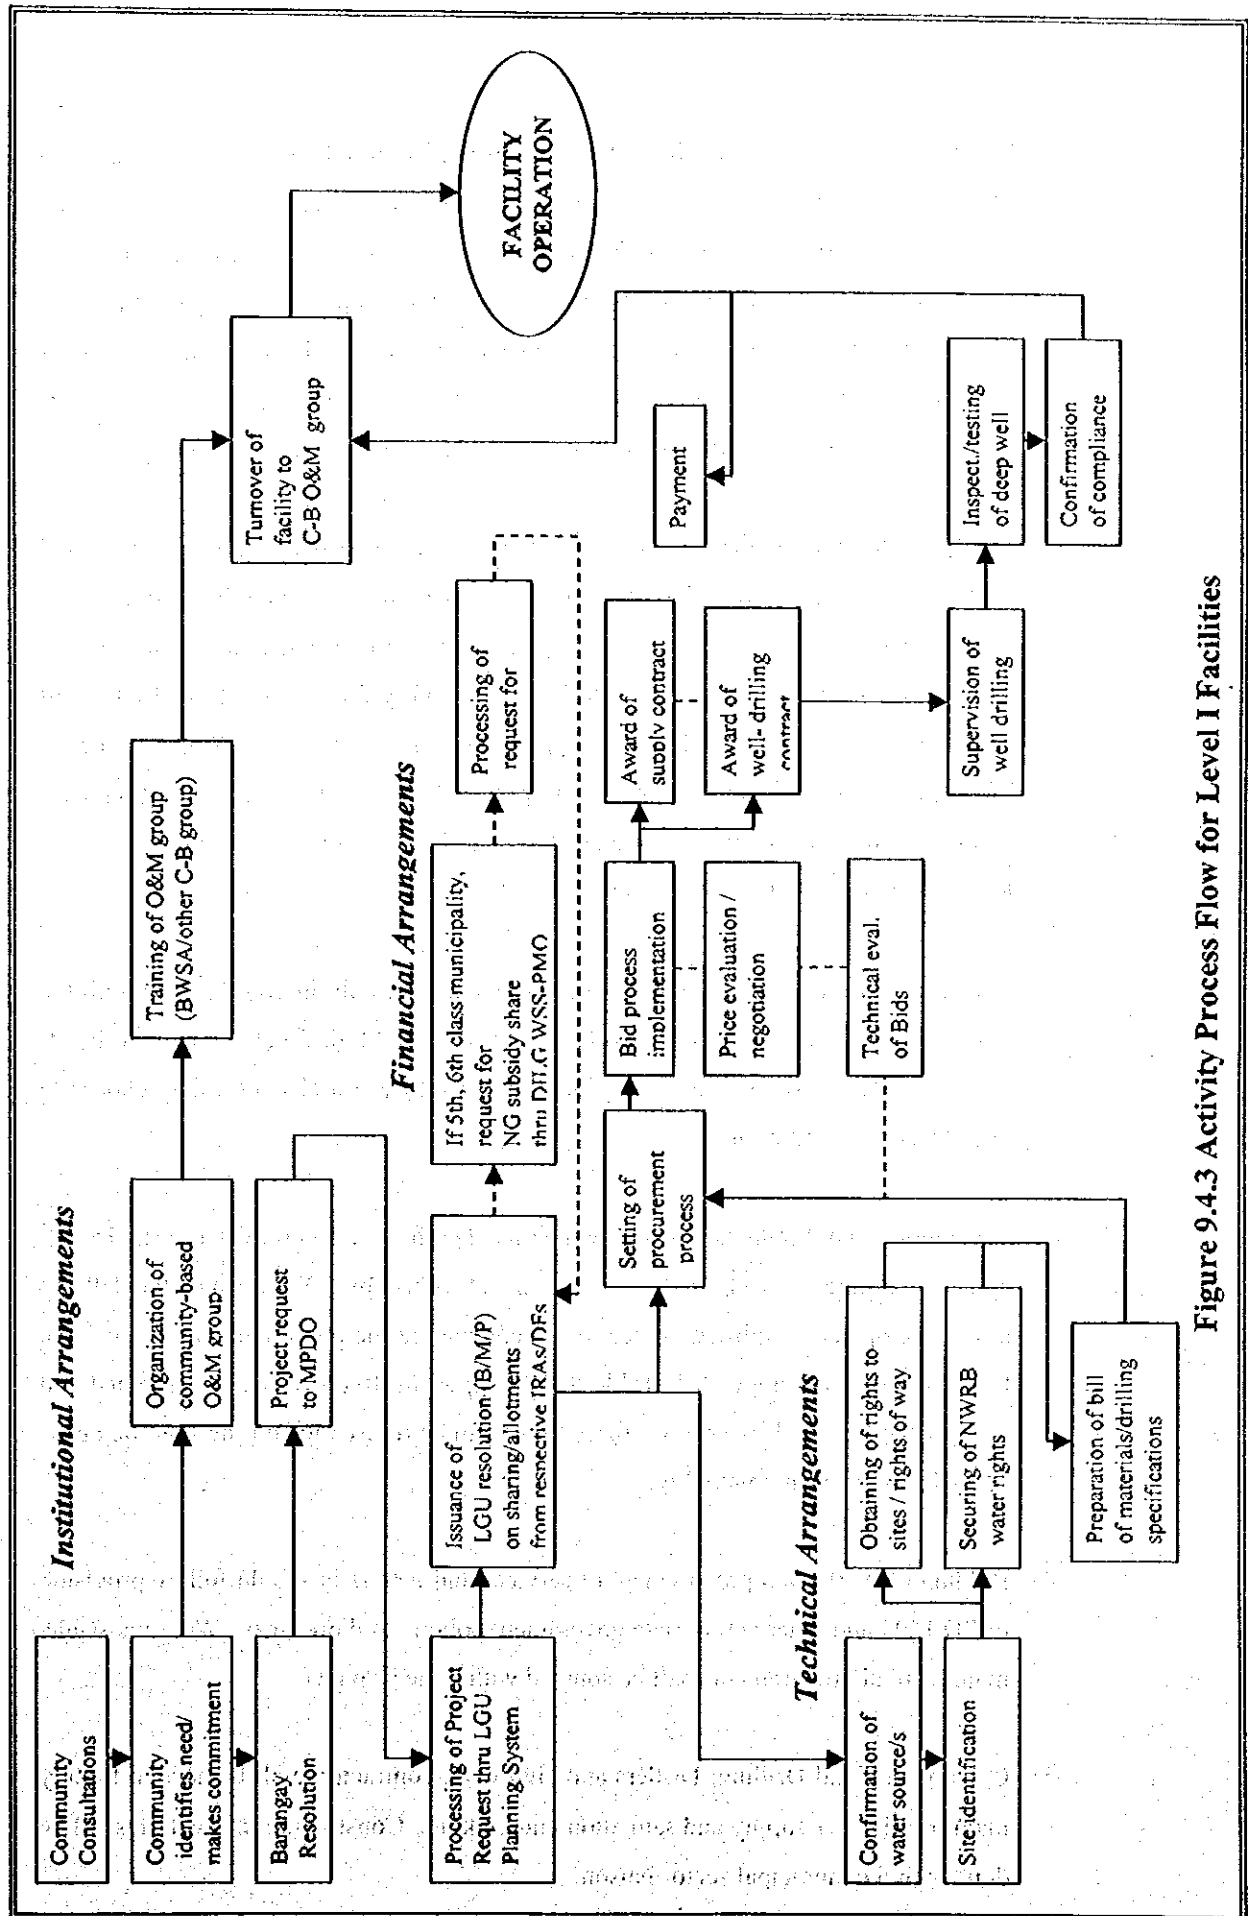 Institutional Arrangements
Community
Consultations
Community
identifies need/
makes commitment
Barangay
Resolution
Organization of
community-based
O&M group
Project request
to MPDO
Training of O&M group
(BWSA/other C-B group)
Turnover of
facility to
C-B O&M group
FACILITY
OPERATION
Financial Arrangements
Processing of Project
Request thru LGU
Planning System
Issuance of
LGU resolution (B/M/P)
on sharing/allotments
from respective IRAs/DFs
If 5th, 6th class municipality,
request for
NG subsidy share
thru DILG WSS-PMO
Processing of
request for
Setting of
procurement
process
Bid process
implementation
Price evaluation /
negotiation
Technical eval.
of Bids
Award of
supply contract
Award of
well- drilling
contract
Payment
Technical Arrangements
Confirmation of
water source/s
Site identification
Obtaining of rights to
sites / rights of way
Securing of NWRB
water rights
Preparation of bill
of materials/drilling
specifications
Supervision of
well drilling
Inspect./testing
of deep well
Confirmation
of compliance
Figure 9.4.3 Activity Process Flow for Level I Facilities